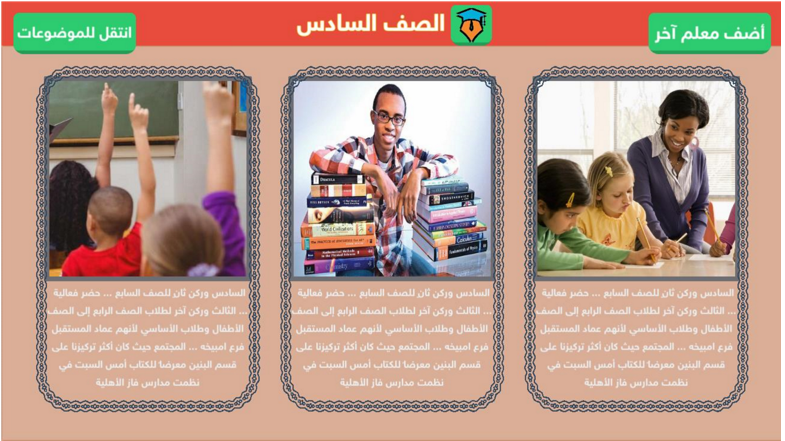 أضف معلم آخر
الصف السادس
انتقل للموضوعات
السادس وركن ثان للصف السابع ... حضر فعالية
... الثالث وركن آخر لطلاب الصف الرابع إلى الصف
الأطفال وطلاب الأساسي لأنهم عماد المستقبل
فرع امبيخه ... المجتمع حيث كان أكثر تركيزنا على
قسم البنين معرضا للكتاب أمس السبت في
نظمت مدارس فاز الأهلية
السادس وركن ثان للصف السابع ... حضر فعالية
... الثالث وركن آخر لطلاب الصف الرابع إلى الصف
الأطفال وطلاب الأساسي لأنهم عماد المستقبل
فرع امبيخه ... المجتمع حيث كان أكثر تركيزنا على
قسم البنين معرضا للكتاب أمس السبت في
نظمت مدارس فاز الأهلية
السادس وركن ثان للصف السابع ... حضر فعالية
... الثالث وركن آخر لطلاب الصف الرابع إلى الصف
الأطفال وطلاب الأساسي لأنهم عماد المستقبل
فرع امبيخه ... المجتمع حيث كان أكثر تركيزنا على
قسم البنين معرضا للكتاب أمس السبت في
نظمت مدارس فاز الأهلية